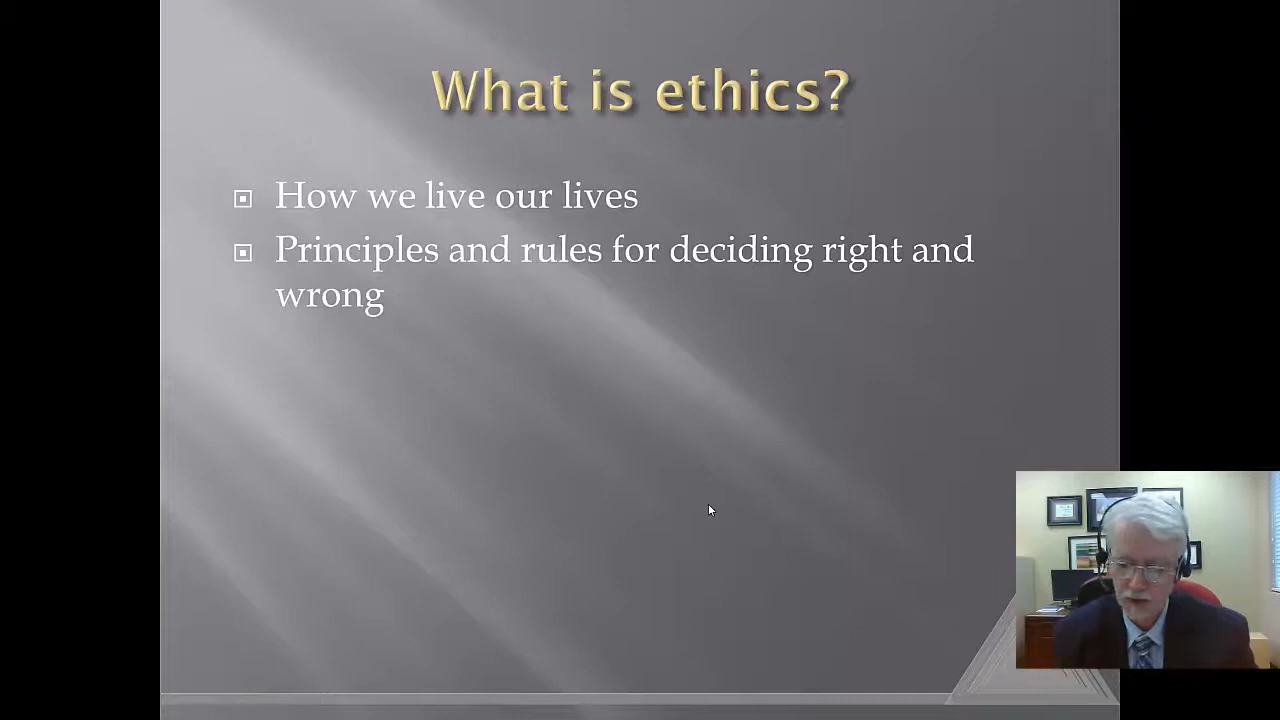 What is ethics?
How we live our lives
Principles and rules for deciding right and
wrong